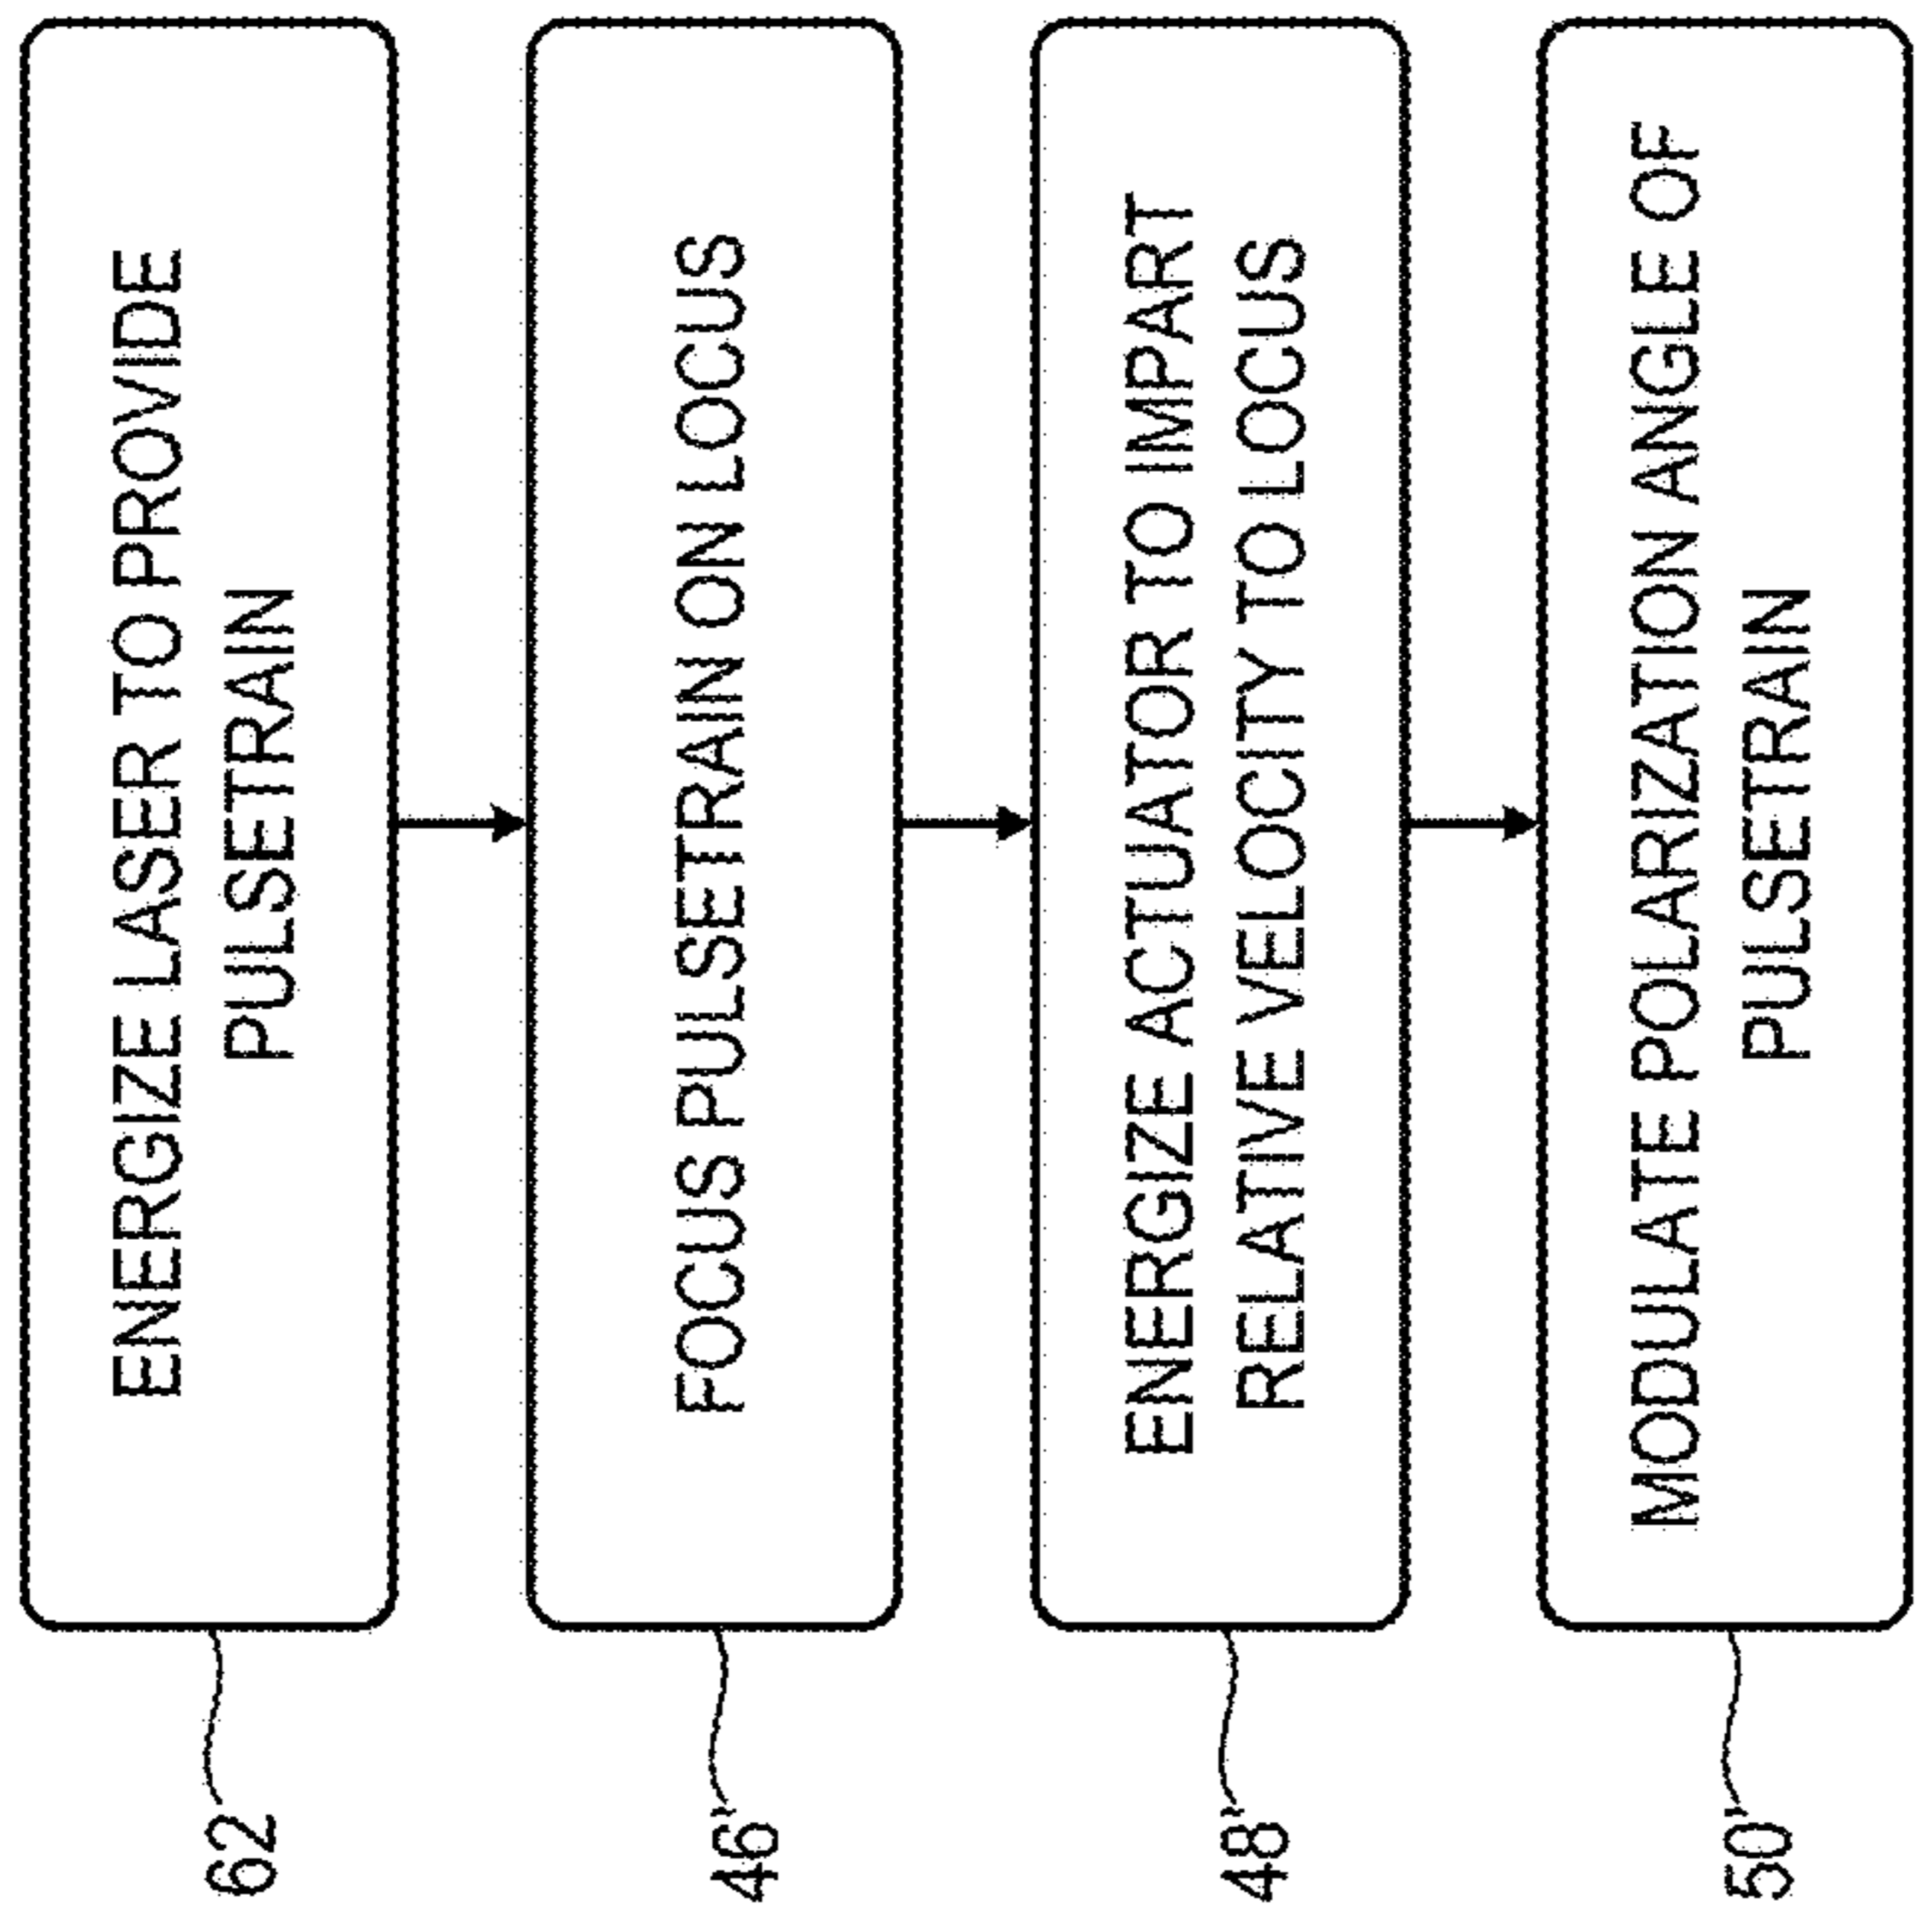 ENERGIZE LASER TO PROVIDE
PULSETRAIN
62
FOCUS PULSETRAIN ON LOCUS
46'
ENERGIZE ACTUATOR TO IMPART
RELATIVE VELOCITY TO LOCUS
48'
MODULATE POLARIZATION ANGLE OF
PULSETRAIN
50'